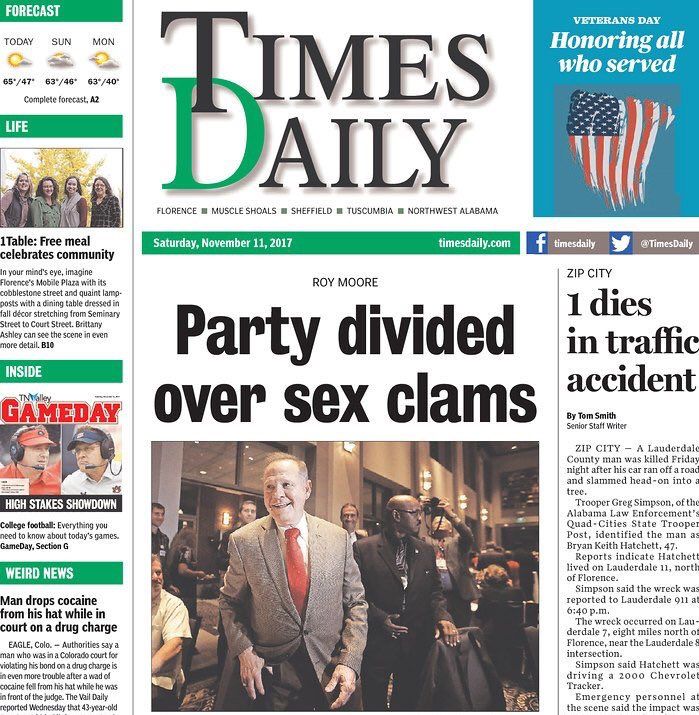 FORECAST
TODAY SUN MON
65°/47° 63°/46° 63°/40°
Complete forecast, A2
LIFE
1Table: Free meal
celebrates community
In your mind's eye, imagine
Florence's Mobile Plaza with its
cobblestone street and quaint lamp-
posts with a dining table dressed in
fall décor stretching from Seminary
Street to Court Street. Brittany
Ashley can see the scene in even
more detail. B10
INSIDE
TNValley
GAMEDAY
HIGH STAKES SHOWDOWN
College football: Everything you
need to know about today's games.
GameDay, Section G
WEIRD NEWS
Man drops cocaine
from his hat while in
court on a drug charge
EAGLE, Colo. — Authorities say a
man who was in a Colorado court for
violating his bond on a drug charge is
in even more trouble after a wad of
cocaine fell from his hat while he was
in front of the judge. The Vail Daily
reported Wednesday that 43-year-old
TIMES
DAILY
FLORENCE ■ MUSCLE SHOALS ■ SHEFFIELD ■ TUSCUMBIA ■ NORTHWEST ALABAMA
VETERANS DAY
Honoring all
who served
Saturday, November 11, 2017 timesdaily.com
f timesdaily @TimesDaily
ROY MOORE
Party divided
over sex clams
ZIP CITY
1 dies
in traffic
accident
By Tom Smith
Senior Staff Writer
ZIP CITY — A Lauderdale
County man was killed Friday
night after his car ran off a road
and slammed head-on into a
tree.
Trooper Greg Simpson, of the
Alabama Law Enforcement's
Quad-Cities State Trooper
Post, identified the man as
Bryan Keith Hatchett, 47.
Reports indicate Hatchett
lived on Lauderdale 11, north
of Florence.
Simpson said the wreck was
reported to Lauderdale 911 at
6:40 p.m.
The wreck occurred on Lau-
derdale 7, eight miles north of
Florence, near the Lauderdale 8
intersection.
Simpson said Hatchett was
driving a 2000 Chevrolet
Tracker.
Emergency personnel at
the scene said the impact was